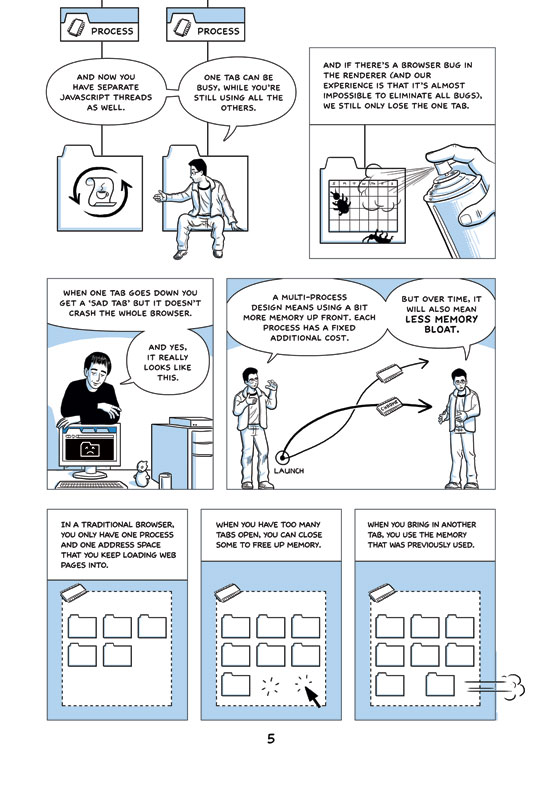 PROCESS
PROCESS
AND NOW YOU
HAVE SEPARATE
JAVASCRIPT THREADS
AS WELL.
ONE TAB CAN BE
BUSY, WHILE YOU'RE
STILL USING ALL THE
OTHERS.
AND IF THERE'S A BROWSER BUG IN
THE RENDERER (AND OUR
EXPERIENCE IS THAT IT'S ALMOST
IMPOSSIBLE TO ELIMINATE ALL BUGS),
WE STILL ONLY LOSE THE ONE TAB.
WHEN ONE TAB GOES DOWN YOU
GET A 'SAD TAB' BUT IT DOESN'T
CRASH THE WHOLE BROWSER.
AND YES,
IT REALLY
LOOKS LIKE
THIS.
A MULTI-PROCESS
DESIGN MEANS USING A BIT
MORE MEMORY UP FRONT. EACH
PROCESS HAS A FIXED
ADDITIONAL COST.
BUT OVER TIME, IT
WILL ALSO MEAN
LESS MEMORY
BLOAT.
CHROME
LAUNCH
IN A TRADITIONAL BROWSER,
YOU ONLY HAVE ONE PROCESS
AND ONE ADDRESS SPACE
THAT YOU KEEP LOADING WEB
PAGES INTO.
WHEN YOU HAVE TOO MANY
TABS OPEN, YOU CAN CLOSE
SOME TO FREE UP MEMORY.
WHEN YOU BRING IN ANOTHER
TAB, YOU USE THE MEMORY
THAT WAS PREVIOUSLY USED.
5